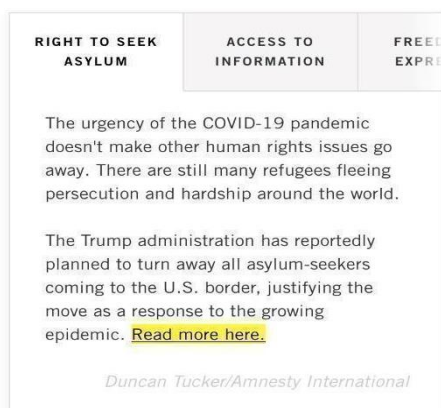 RIGHT TO SEEK
ASYLUM
ACCESS TO
INFORMATION
The urgency of the COVID-19 pandemic
doesn't make other human rights issues go
away. There are still many refugees fleeing
persecution and hardship around the world.
The Trump administration has reportedly
planned to turn away all asylum-seekers
coming to the U.S. border, justifying the
move as a response to the growing
epidemic. Read more here.
Duncan Tucker/Amnesty International